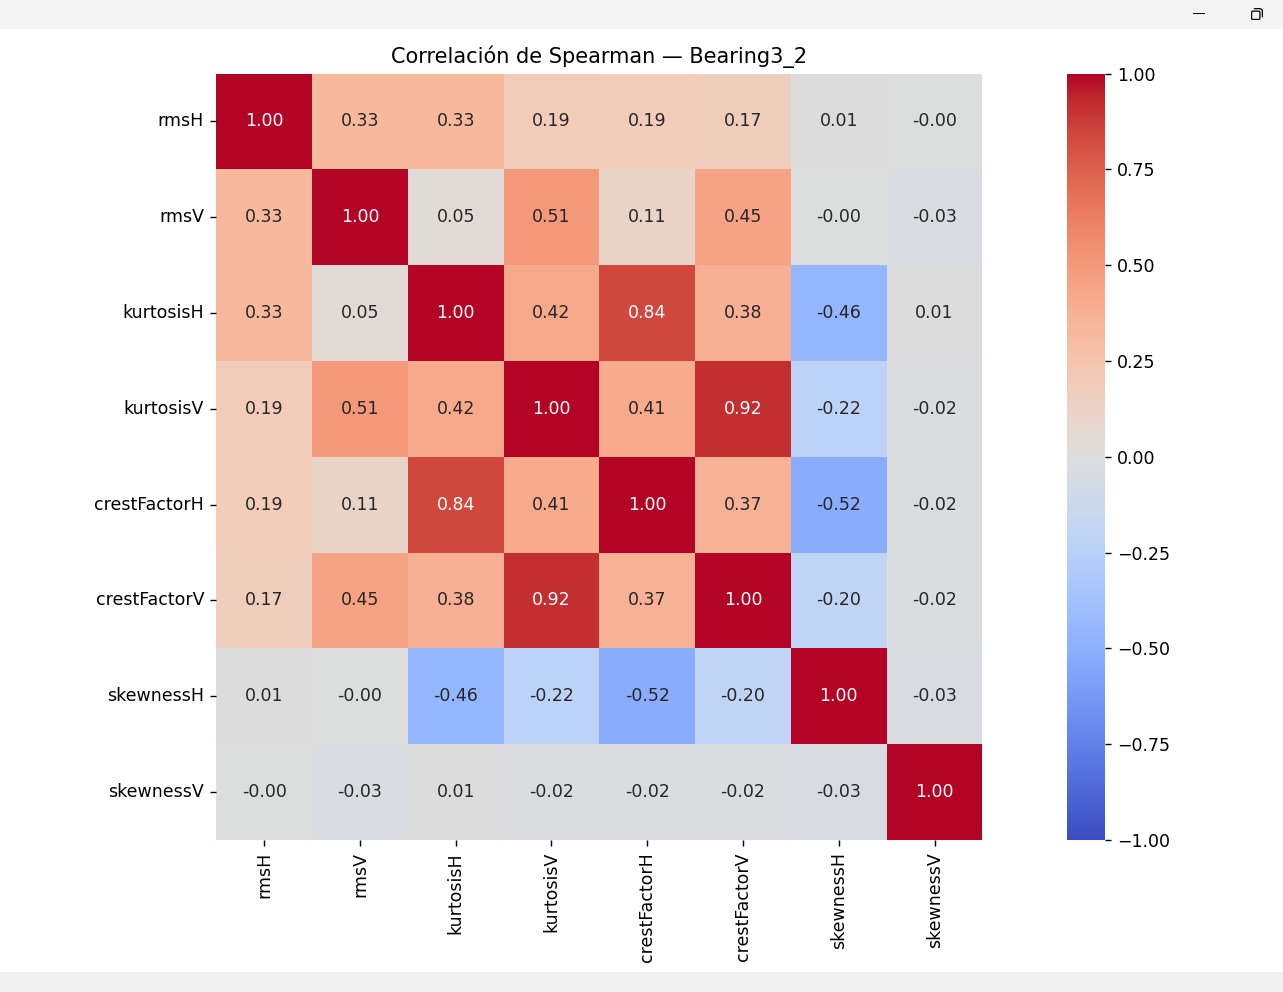 Correlación de Spearman — Bearing3_2
rmsH 1.00 0.33 0.33 0.19 0.19 0.17 0.01 -0.00
rmsV 0.33 1.00 0.05 0.51 0.11 0.45 -0.00 -0.03
kurtosisH 0.33 0.05 1.00 0.42 0.84 0.38 -0.46 0.01
kurtosisV 0.19 0.51 0.42 1.00 0.41 0.92 -0.22 -0.02
crestFactorH 0.19 0.11 0.84 0.41 1.00 0.37 -0.52 -0.02
crestFactorV 0.17 0.45 0.38 0.92 0.37 1.00 -0.20 -0.02
skewnessH 0.01 -0.00 -0.46 -0.22 -0.52 -0.20 1.00 -0.03
skewnessV -0.00 -0.03 0.01 -0.02 -0.02 -0.02 -0.03 1.00
rmsH rmsV kurtosisH kurtosisV crestFactorH crestFactorV skewnessH skewnessV
1.00
0.75
0.50
0.25
0.00
−0.25
−0.50
−0.75
−1.00